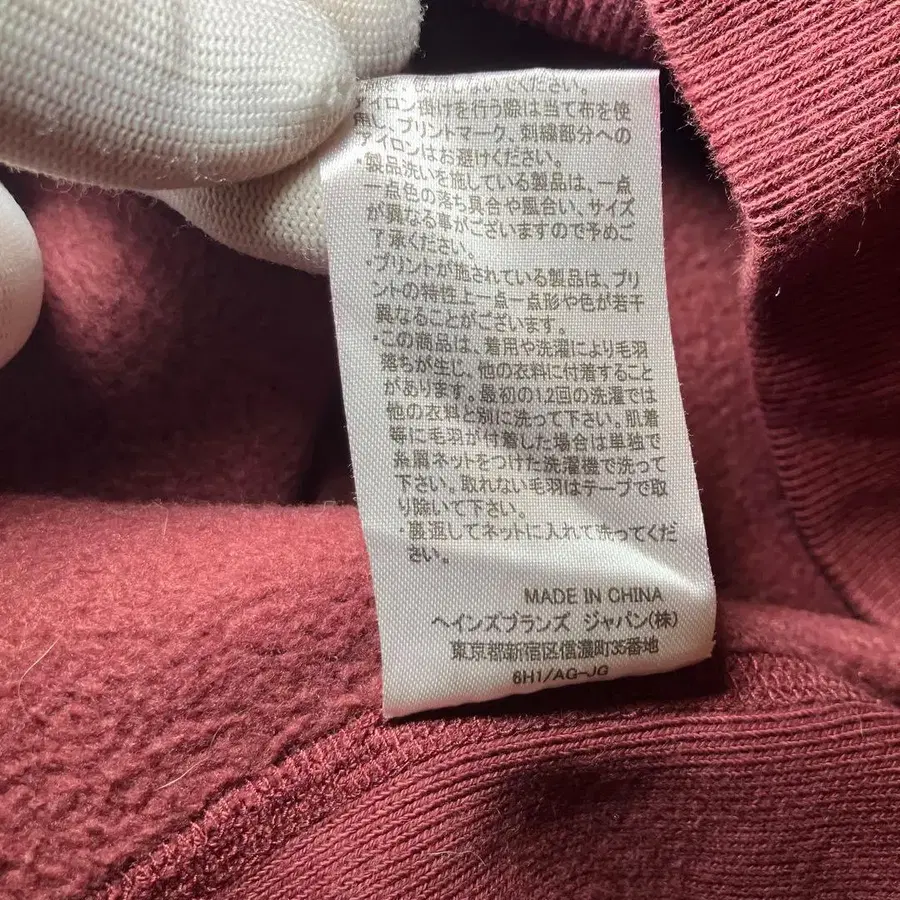 使用しないでください。
アイロン掛けを行う際は当て布を使
用し、プリントマーク、刺繍部分への
アイロンはお避けください。
・製品洗いを施している製品は、一点
一点色の落ち具合や風合い、サイズ
が異なる事がございますので予めご
了承ください。
・プリントが施されている製品は、プリ
ントの特性上一点一点形や色が若干
異なることがございます。
・この商品は、着用や洗濯により毛羽
落ちが生じ、他の衣料に付着すること
があります。最初の1.2回の洗濯では
他の衣料と別に洗って下さい。肌着
等に毛羽が付着した場合は単独で
糸屑ネットをつけた洗濯機で洗って
下さい。取れない毛羽はテープで取
り除いて下さい。
・裏返してネットに入れて洗ってくだ
さい。
MADE IN CHINA
ヘインズブランズ ジャパン(株)
東京都新宿区信濃町35番地
6H1/AG-JG